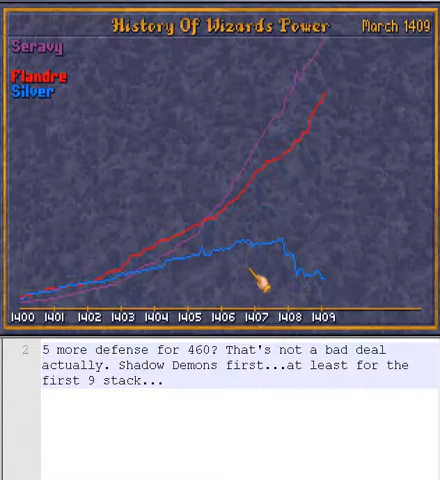 History Of Wizards Power
March 1409
Seravy
Flandre
Silver
1400 1401 1402 1403 1404 1405 1406 1407 1408 1409
2 5 more defense for 460? That's not a bad deal
actually. Shadow Demons first...at least for the
first 9 stack...